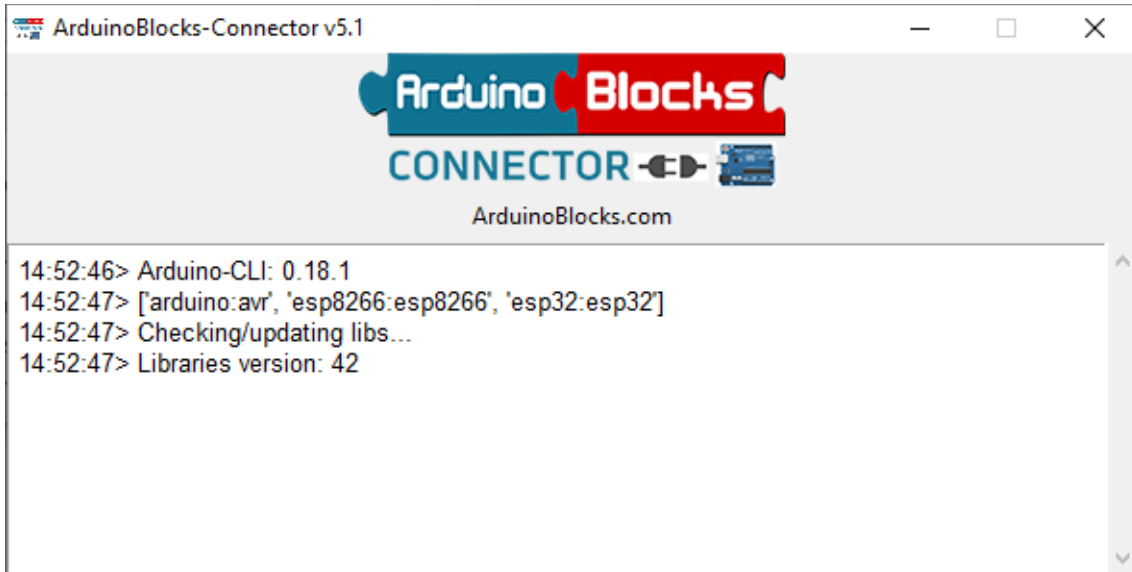 ArduinoBlocks-Connector v5.1
Arduino Blocks
CONNECTOR
ArduinoBlocks.com
14:52:46> Arduino-CLI: 0.18.1
14:52:47> ['arduino:avr', 'esp8266:esp8266', 'esp32:esp32']
14:52:47> Checking/updating libs...
14:52:47> Libraries version: 42